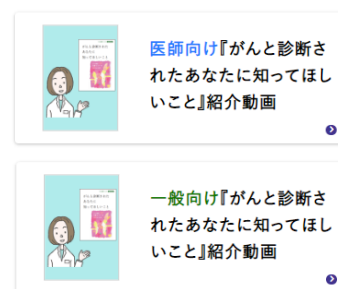 医師向け『がんと診断さ
れたあなたに知ってほし
いこと』紹介動画
一般向け『がんと診断さ
れたあなたに知ってほし
いこと』紹介動画